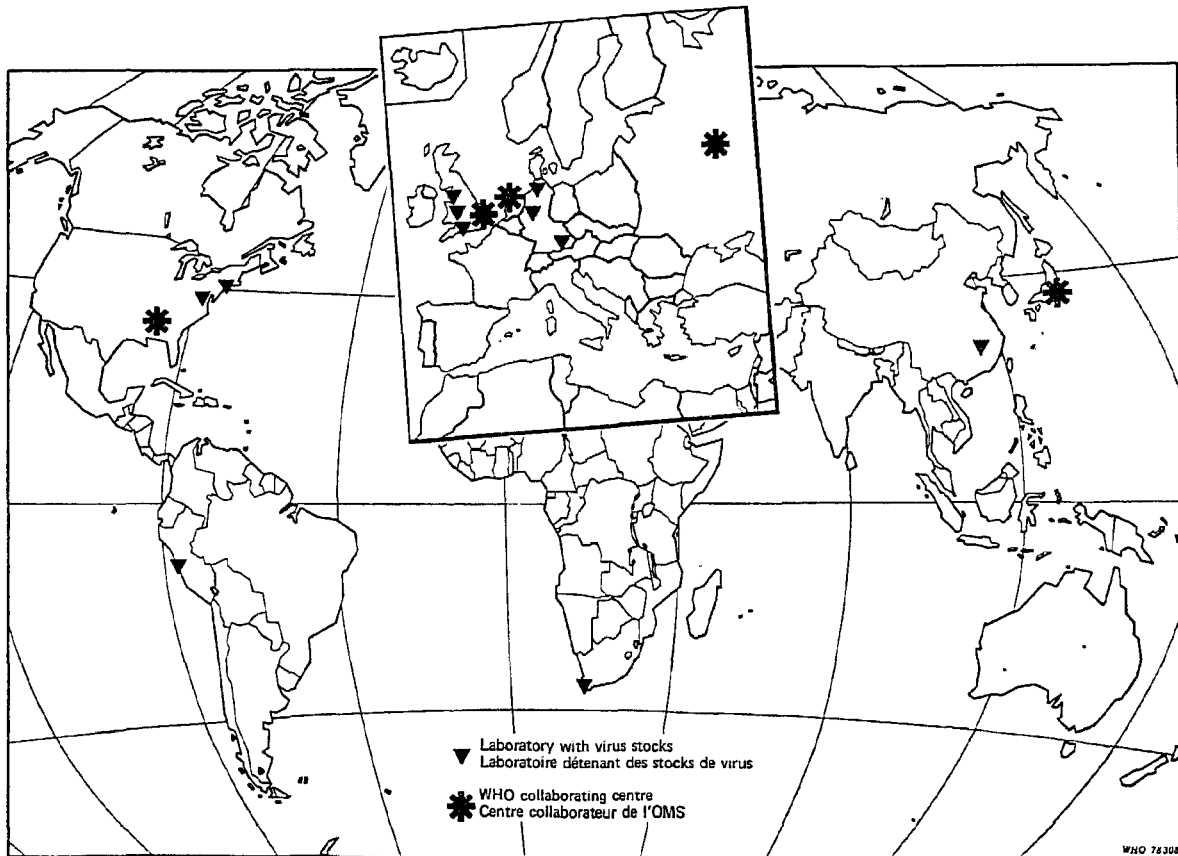 Laboratory with virus stocks
Laboratoire détenant des stocks de virus
WHO collaborating centre
Centre collaborateur de l'OMS
WHO 78308